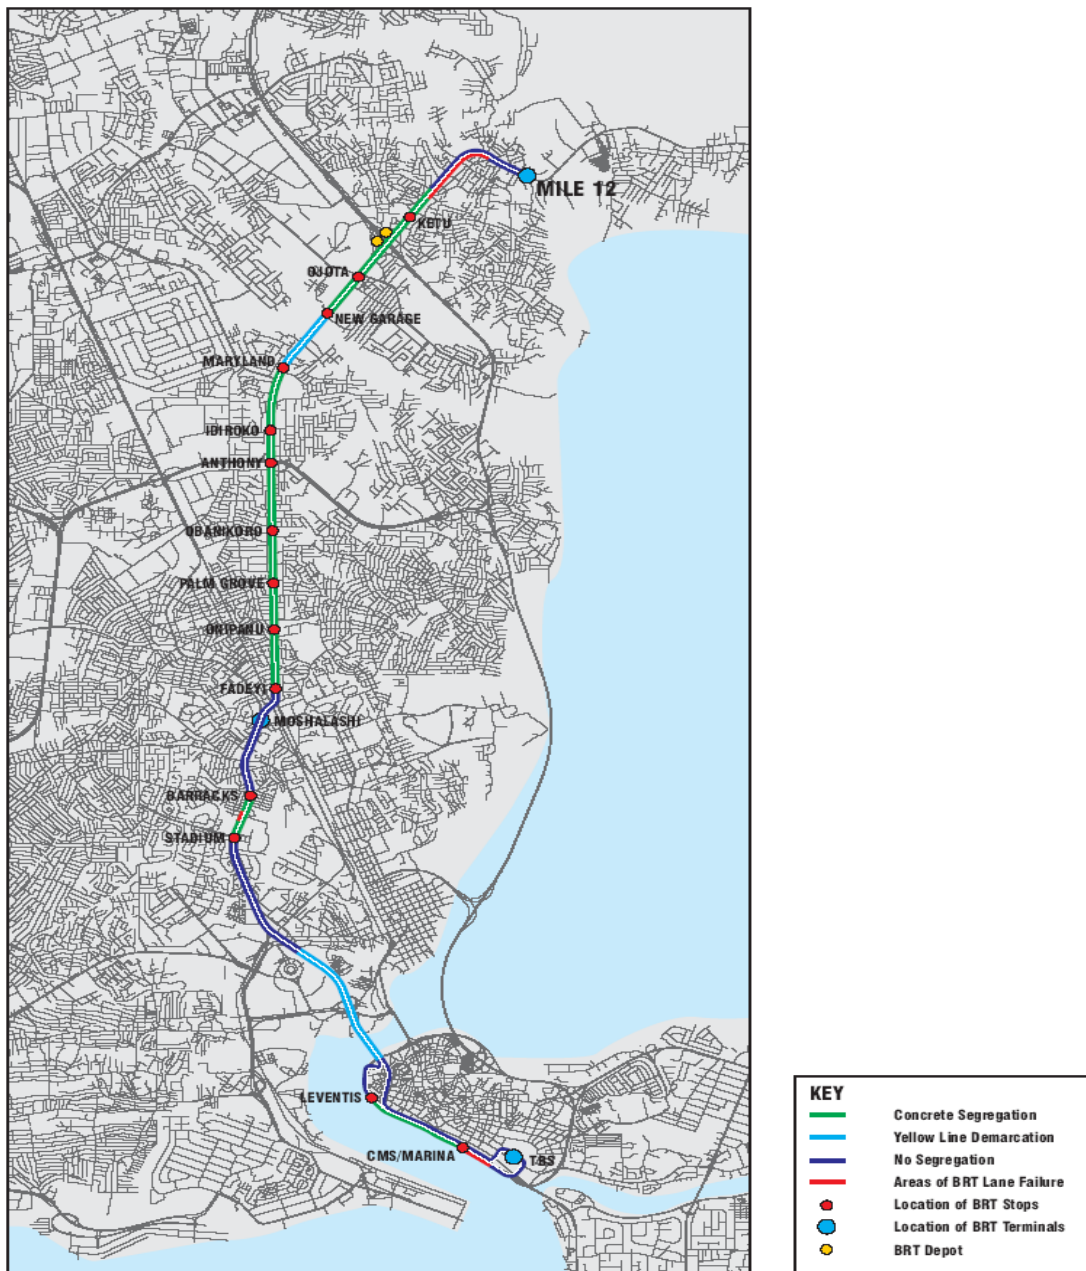 MILE 12
KETU
OJOTA
NEW GARAGE
MARYLAND
IDIROKO
ANTHONY
OBANIKORO
PALM GROVE
ONIPANU
FADEYI
MOSHALASHI
BARRACKS
STADIUM
LEVENTIS
CMS/MARINA
TBS
KEY
Concrete Segregation
Yellow Line Demarcation
No Segregation
Areas of BRT Lane Failure
Location of BRT Stops
Location of BRT Terminals
BRT Depot